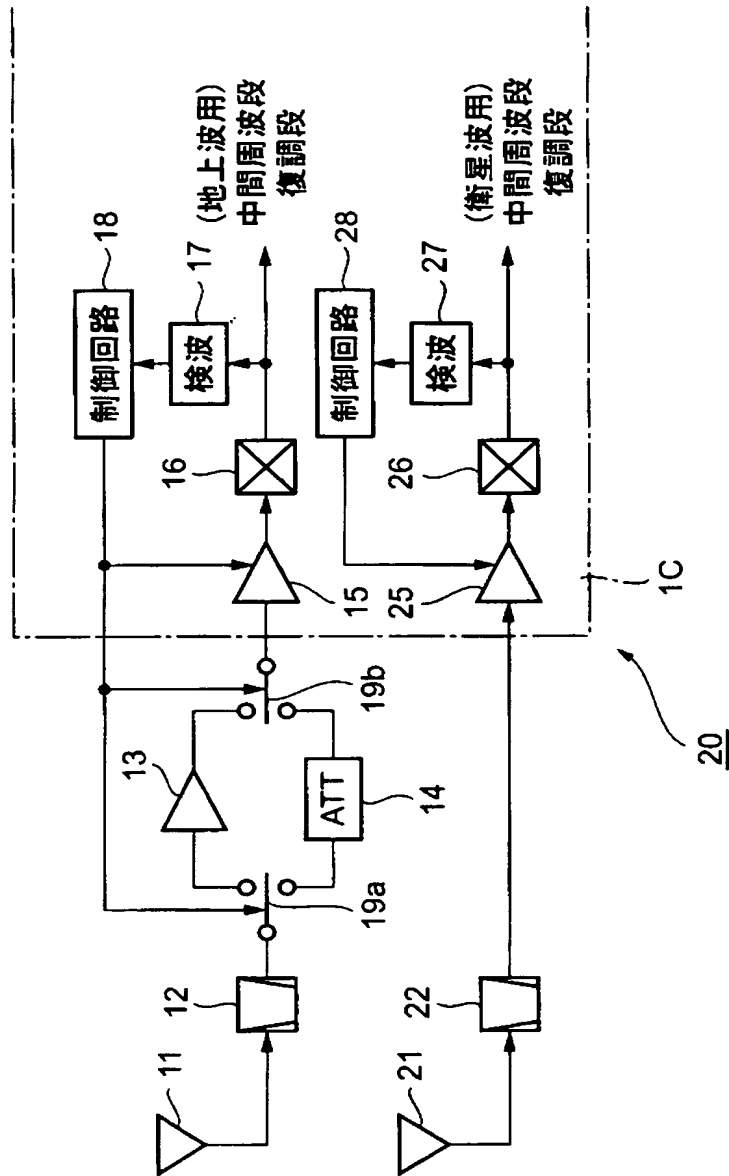 11
12
19a
13
ATT
14
19b
15
16
検波
17
制御回路
18
(地上波用)
中間周波段
復調段
21
22
25
26
検波
27
制御回路
28
(衛星波用)
中間周波段
復調段
1C
20